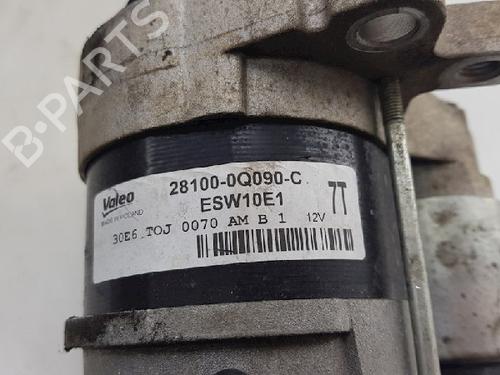 B-PARTS
Valeo
MADE IN POLAND
28100-0Q090-C
ESW10E1
7T
30E6 TOJ 0070 AM B 1 12V